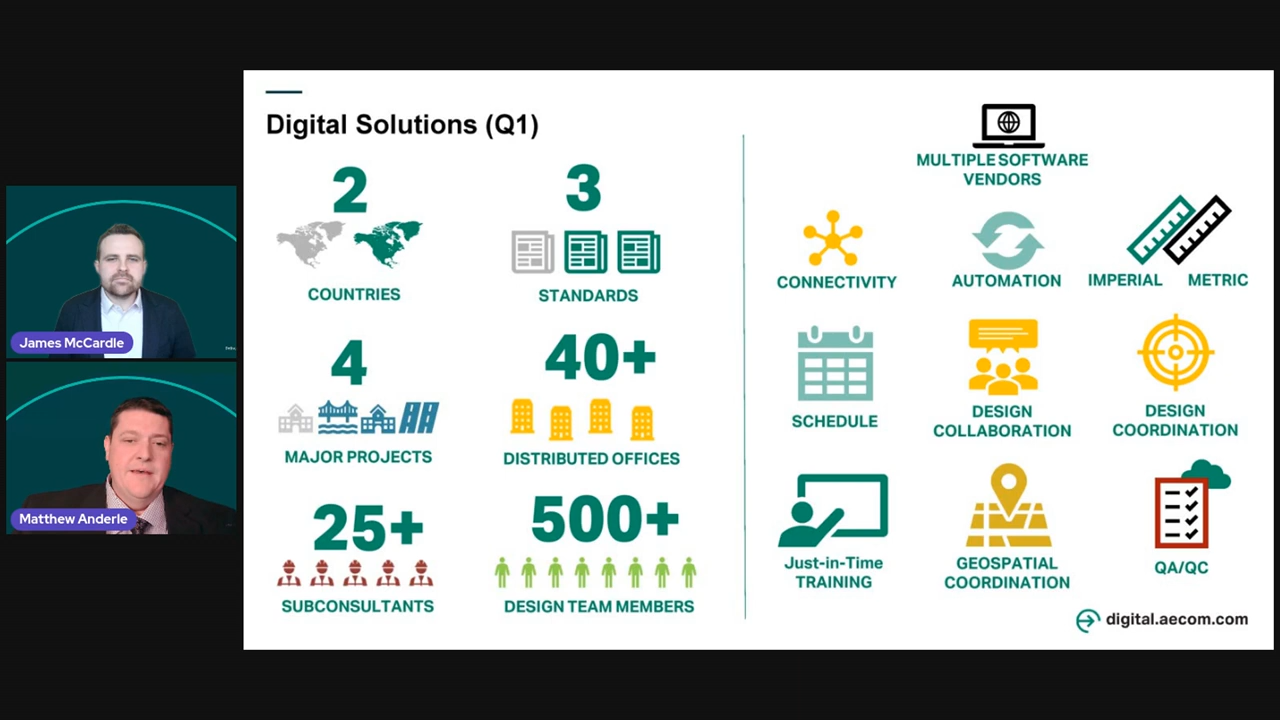 James McCardle
Matthew Anderle
Digital Solutions (Q1)
2
COUNTRIES
3
STANDARDS
4
MAJOR PROJECTS
40+
DISTRIBUTED OFFICES
25+
SUBCONSULTANTS
500+
DESIGN TEAM MEMBERS
MULTIPLE SOFTWARE
VENDORS
CONNECTIVITY
AUTOMATION
IMPERIAL
METRIC
SCHEDULE
DESIGN
COLLABORATION
DESIGN
COORDINATION
Just-in-Time
TRAINING
GEOSPATIAL
COORDINATION
QA/QC
digital.aecom.com